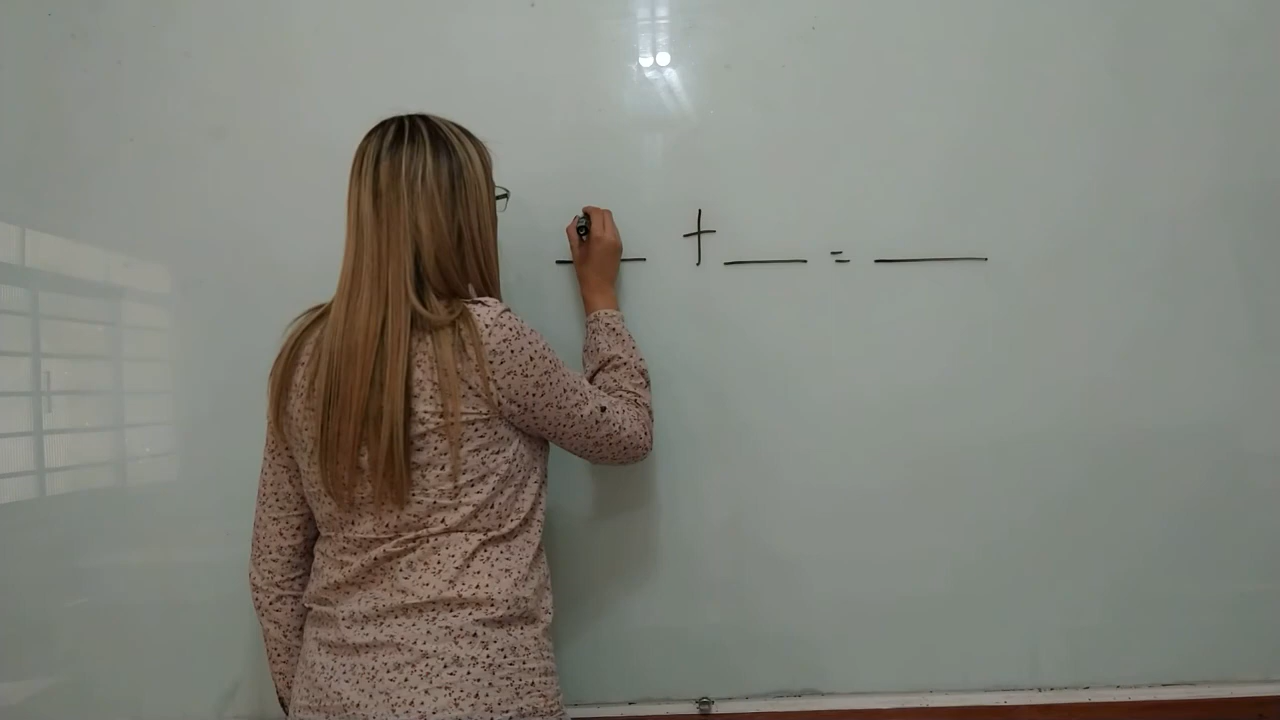 ___ + ___ = ___